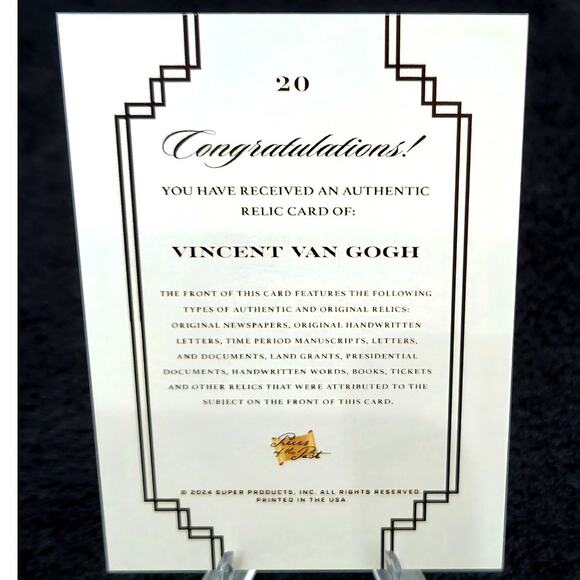 20
Congratulations!
YOU HAVE RECEIVED AN AUTHENTIC
RELIC CARD OF:
VINCENT VAN GOGH
THE FRONT OF THIS CARD FEATURES THE FOLLOWING
TYPES OF AUTHENTIC AND ORIGINAL RELICS:
ORIGINAL NEWSPAPERS, ORIGINAL HANDWRITTEN
LETTERS, TIME PERIOD MANUSCRIPTS, LETTERS,
AND DOCUMENTS, LAND GRANTS, PRESIDENTIAL
DOCUMENTS, HANDWRITTEN WORDS, BOOKS, TICKETS
AND OTHER RELICS THAT WERE ATTRIBUTED TO THE
SUBJECT ON THE FRONT OF THIS CARD.
Pieces
of the Past
© 2024 SUPER PRODUCTS, INC. ALL RIGHTS RESERVED.
PRINTED IN THE USA.